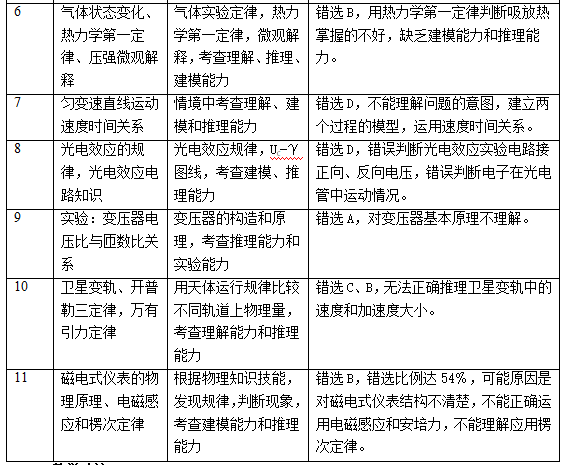 6
气体状态变化、
热力学第一定
律、压强微观解
释
气体实验定律，热力
学第一定律，微观解
释，考查理解、推理、
建模能力
错选 B，用热力学第一定律判断吸放热
掌握的不好，缺乏建模能力和推理能
力。
7
匀变速直线运动
速度时间关系
情境中考查理解、建
模和推理能力
错选 D，不能理解问题的意图，建立两
个过程的模型，运用速度时间关系。
8
光电效应的规
律，光电效应电
路知识
光电效应规律，U-γ
图线，考查建模、推
理能力
错选 D，错误判断光电效应实验电路接
正向、反向电压，错误判断电子在光电
管中运动情况。
9
实验：变压器电
压比与匝数比关
系
变压器的构造和原
理，考查推理能力和
实验能力
错选 A，对变压器基本原理不理解。
10
卫星变轨、开普
勒三定律，万有
引力定律
用天体运行规律比较
不同轨道上物理量，
考查理解能力和推理
能力
错选 C、B，无法正确推理卫星变轨中的
速度和加速度大小。
11
磁电式仪表的物
理原理、电磁感
应和楞次定律
根据物理知识技能，
发现规律，判断现象，
考查建模能力和推理
能力
错选 B，错选比例达 54%，可能原因是
对磁电式仪表结构不清楚，不能正确运
用电磁感应和安培力，不能理解应用楞
次定律。